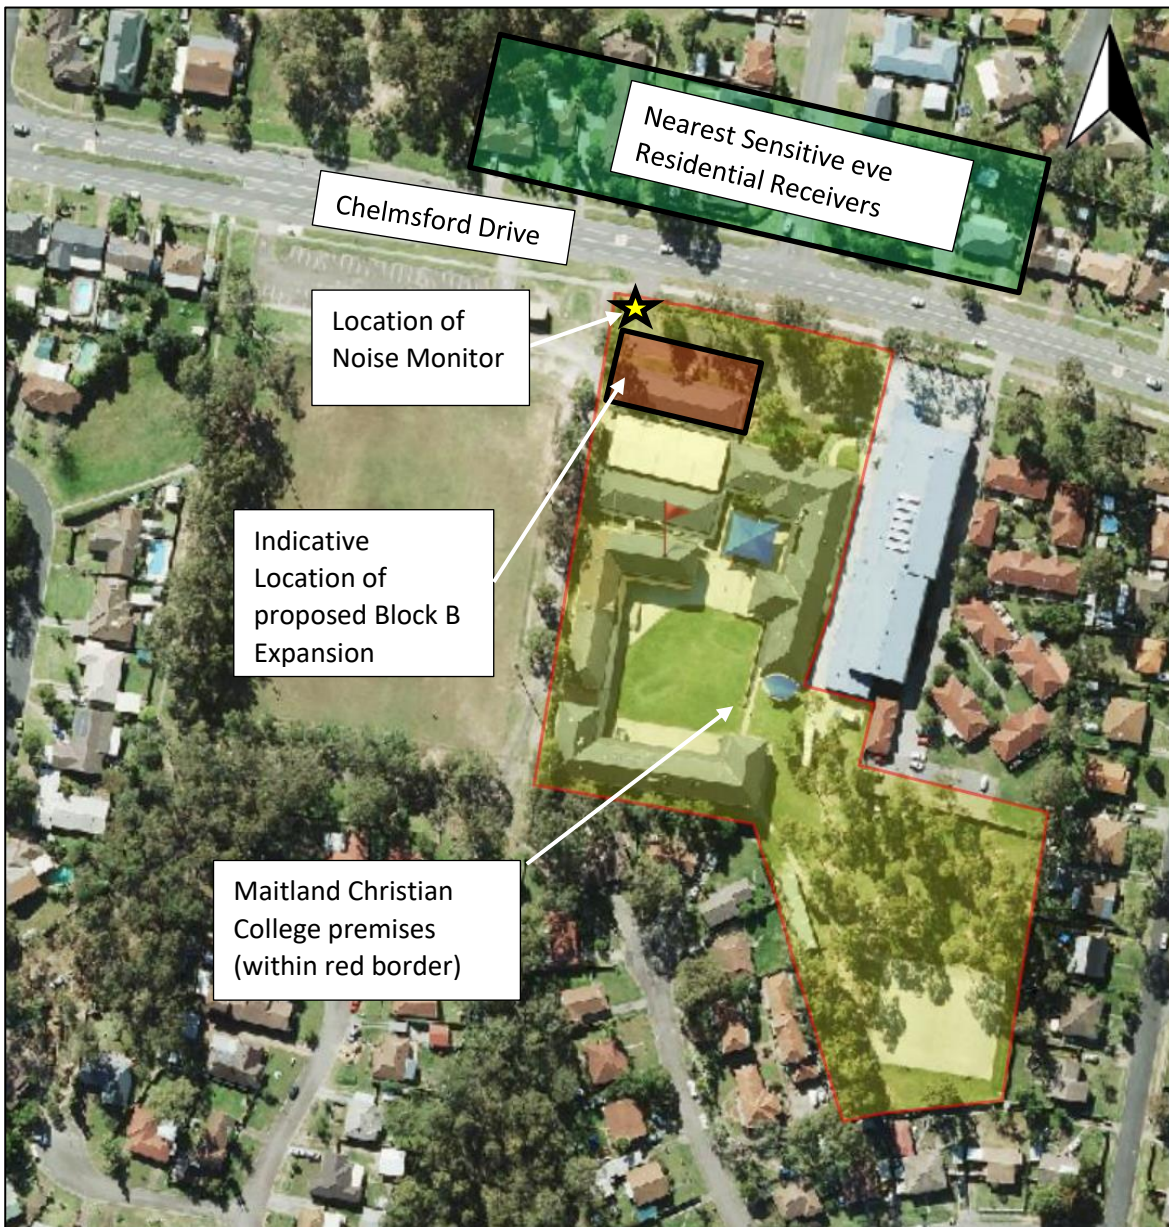 Nearest Sensitive eve
Residential Receivers
Chelmsford Drive
Location of
Noise Monitor
Indicative
Location of
proposed Block B
Expansion
Maitland Christian
College premises
(within red border)